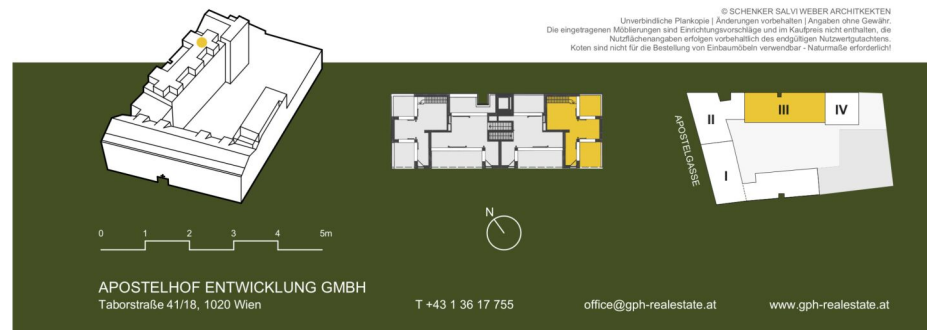 © SCHENKER SALVI WEBER ARCHITEKTEN
Unverbindliche Plankopie | Änderungen vorbehalten | Angaben ohne Gewähr.
Die eingetragenen Möblierungen sind Einrichtungsvorschläge und im Kaufpreis nicht enthalten, die
Nutzflächenangaben erfolgen vorbehaltlich des endgültigen Nutzwertgutachtens.
Koten sind nicht für die Bestellung von Einbaumöbeln verwendbar - Naturmaße erforderlich!
II
III
IV
APOSTELGASSE
I
N
0 1 2 3 4 5m
APOSTELHOF ENTWICKLUNG GMBH
Taborstraße 41/18, 1020 Wien
T +43 1 36 17 755
office@gph-realestate.at
www.gph-realestate.at